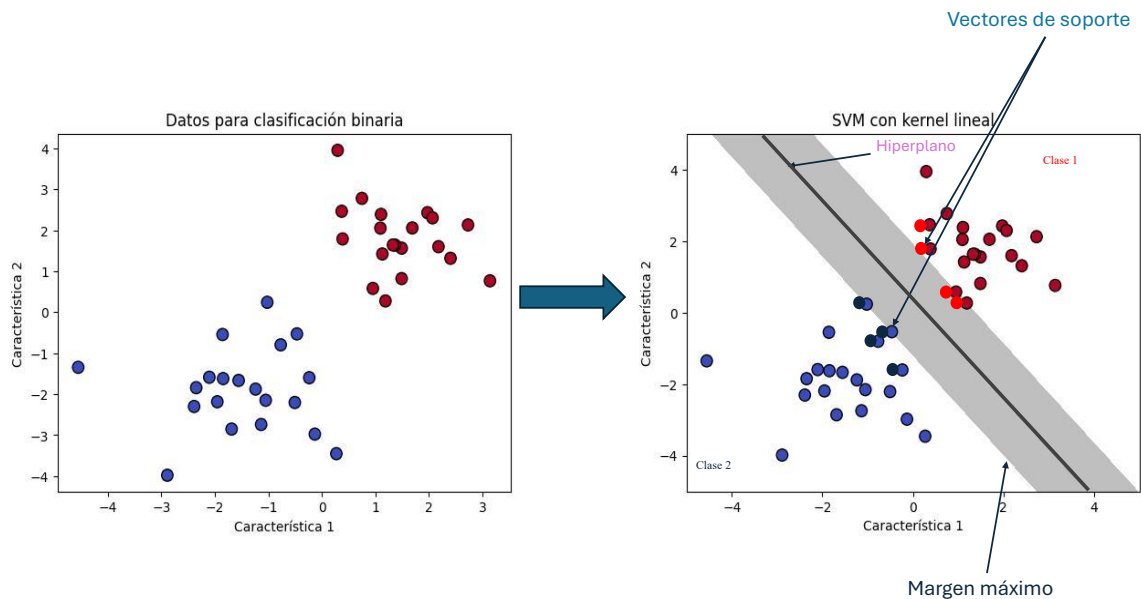 Vectores de soporte
Datos para clasificación binaria
Característica 2
4
3
2
1
0
−1
−2
−3
−4
−4
−3
−2
−1
0
1
2
3
Característica 1
SVM con kernel lineal
Hiperplano
Clase 1
Característica 2
4
2
0
−2
−4
Clase 2
−4
−2
0
2
4
Característica 1
Margen máximo